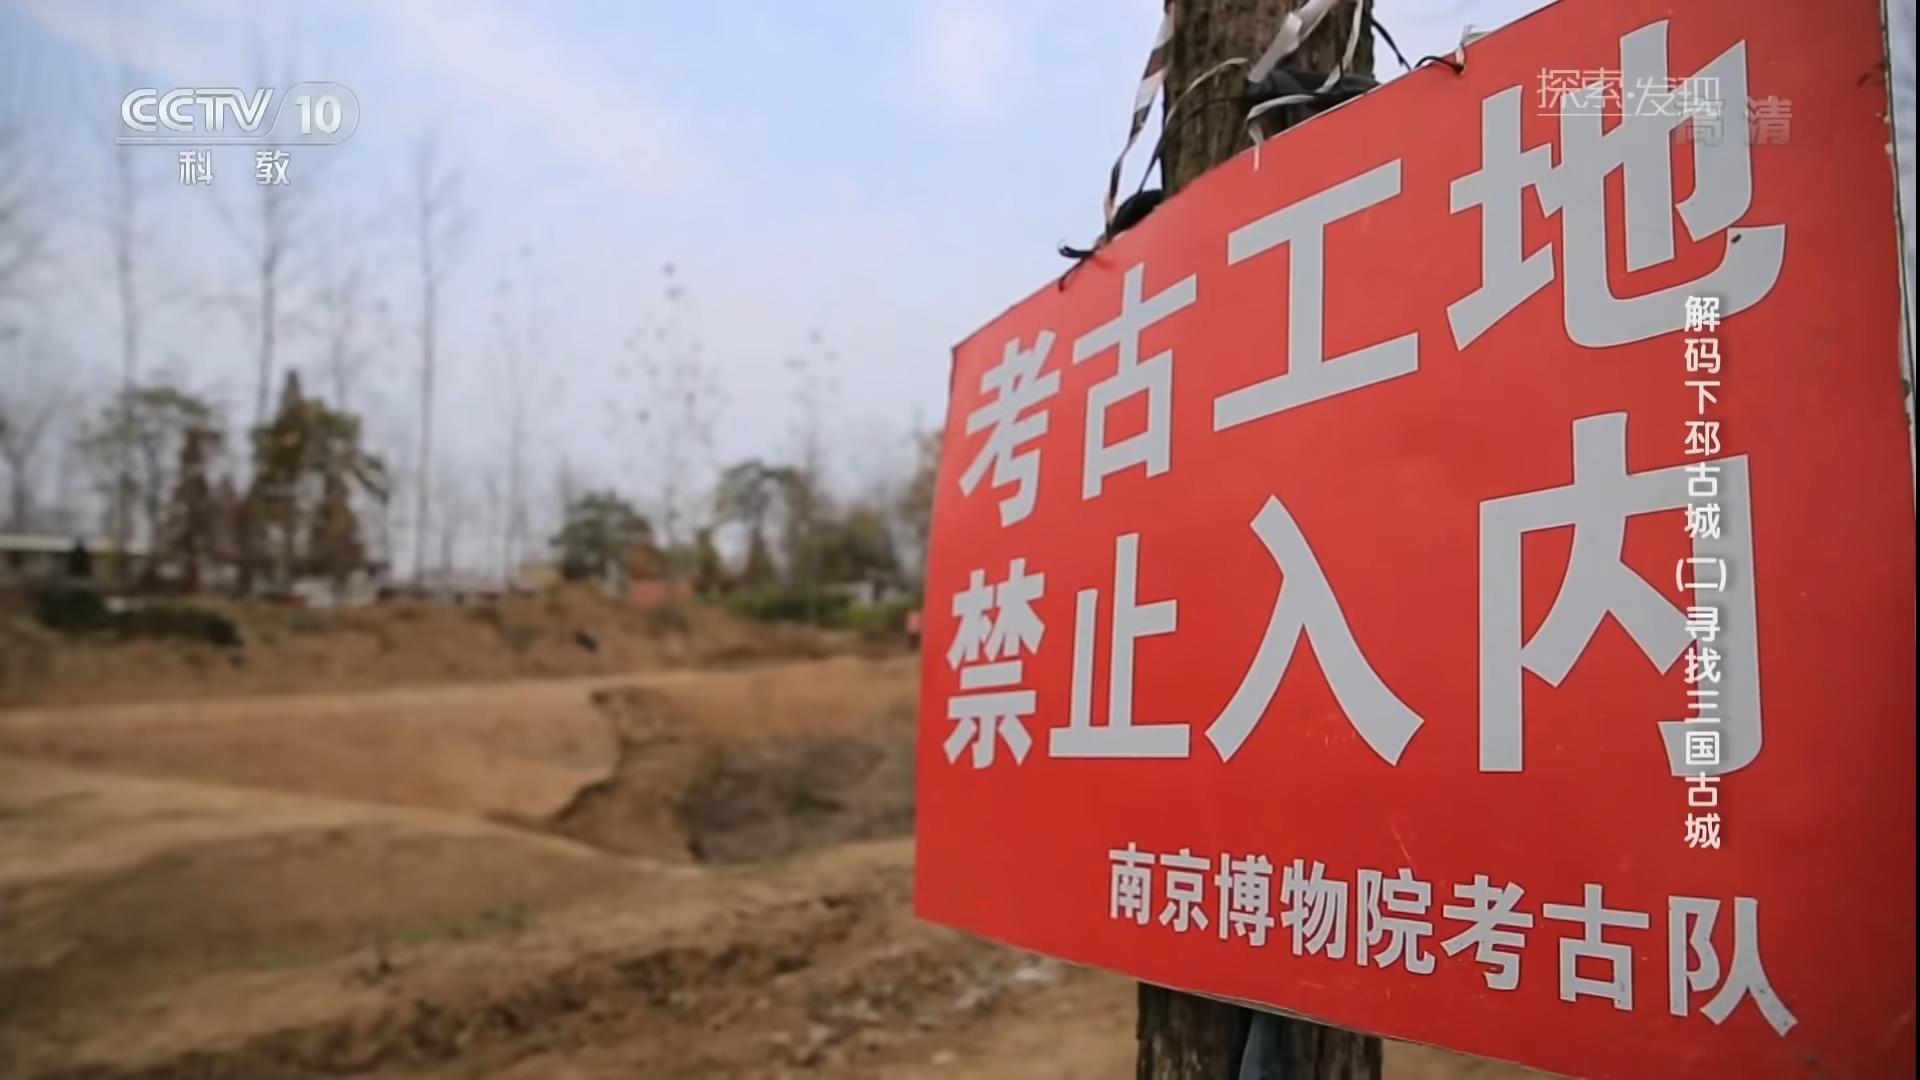 CCTV 10
科教
探索·发现
高清
考古工地
禁止入内
南京博物院考古队
解码下邳古城(二)寻找三国古城